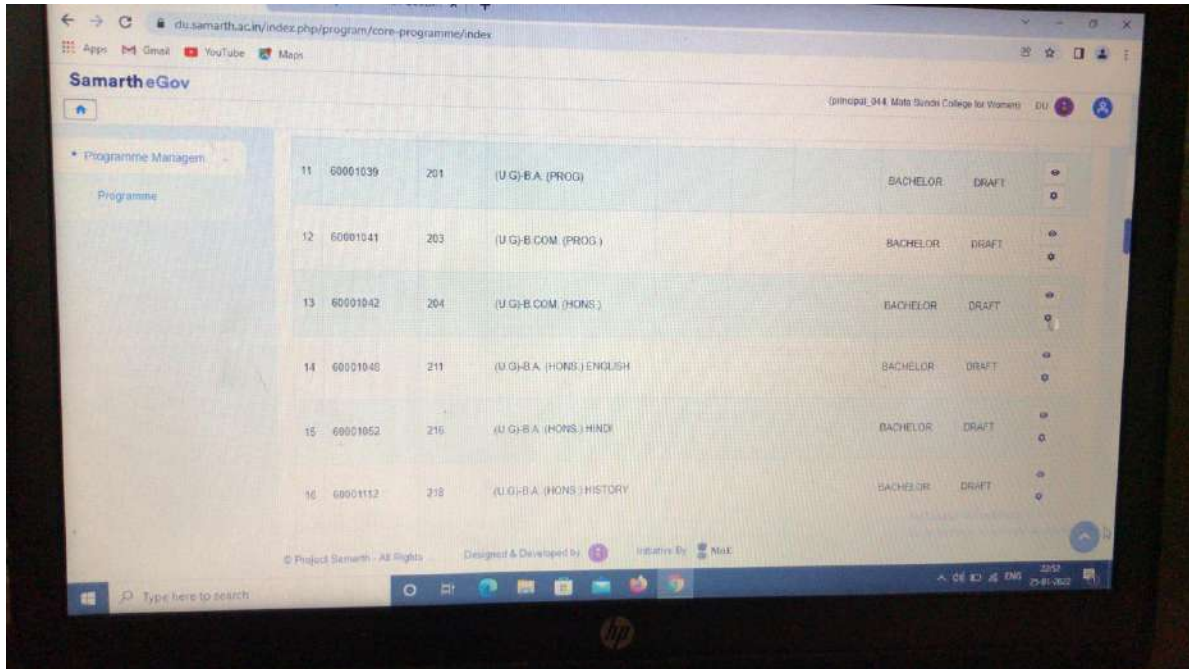 du.samarth.ac.in/index.php/program/core-programme/index
Apps Gmail YouTube Maps
Samarth eGov
(principal_044, Mata Sundri College for Women) DU
Programme Managem
Programme
11 60001039 201 (U.G)-B.A. (PROG) BACHELOR DRAFT
12 60001041 203 (U.G)-B.COM. (PROG.) BACHELOR DRAFT
13 60001042 204 (U.G)-B.COM. (HONS.) BACHELOR DRAFT
14 60001048 211 (U.G)-B.A. (HONS.) ENGLISH BACHELOR DRAFT
15 60001052 216 (U.G)-B.A. (HONS.) HINDI BACHELOR DRAFT
16 60001112 218 (U.G)-B.A. (HONS.) HISTORY BACHELOR DRAFT
© Project Samarth - All Rights ... Designed & Developed by Initiative By MoE
Type here to search
ENG
22:52
25-01-2022
hp